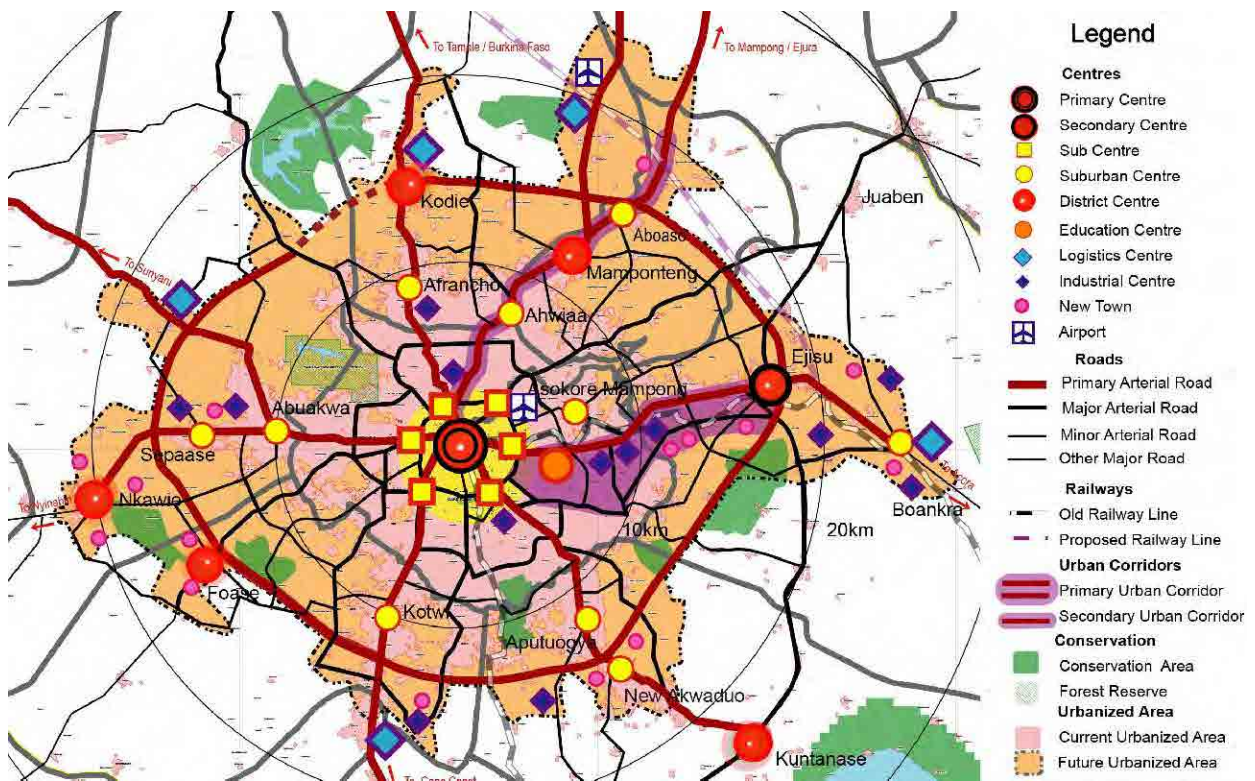 To Tamale / Burkina Faso
To Mampong / Ejura
Juaben
Kodie
Aboaso
Mamponteng
To Sunyani
Afrancho
Ahwiaa
Ejisu
Asokore Mampong
Abuakwa
Sepaase
Nkawio
To Accra
Boankra
10km
20km
Foase
Kotwi
Aputuogya
New Akwaduo
Kuntanase
To Cape Coast
Legend
Centres
Primary Centre
Secondary Centre
Sub Centre
Suburban Centre
District Centre
Education Centre
Logistics Centre
Industrial Centre
New Town
Airport
Roads
Primary Arterial Road
Major Arterial Road
Minor Arterial Road
Other Major Road
Railways
Old Railway Line
Proposed Railway Line
Urban Corridors
Primary Urban Corridor
Secondary Urban Corridor
Conservation
Conservation Area
Forest Reserve
Urbanized Area
Current Urbanized Area
Future Urbanized Area